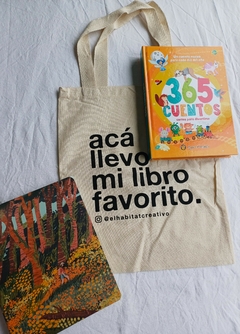 365
CUENTOS
acá
llevo
mi libro
favorito.
@elhabitatcreativo